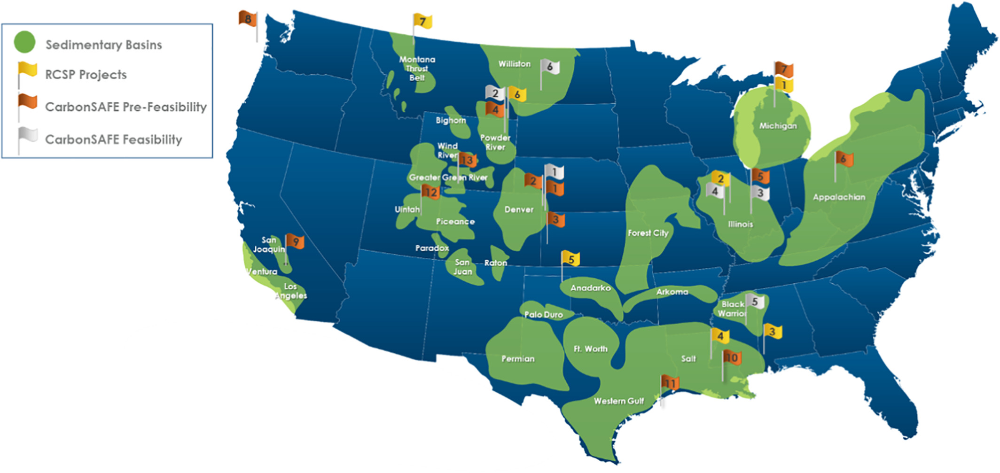 Sedimentary Basins
RCSP Projects
CarbonSAFE Pre-Feasibility
CarbonSAFE Feasibility
8
7
Montana
Thrust
Belt
Williston
6
7
1
2
6
4
Bighorn
Powder
River
Wind
River
13
Greater Green River
12
Uintah
Piceance
Paradox
San
Juan
Raton
Denver
2
1
1
3
5
Forest City
Michigan
2
4
5
3
Illinois
6
Appalachian
San
Joaquin
9
Ventura
Los
Angeles
Anadarko
Arkoma
Palo Duro
Permian
Ft. Worth
Black
Warrior
5
3
4
10
Salt
11
Western Gulf